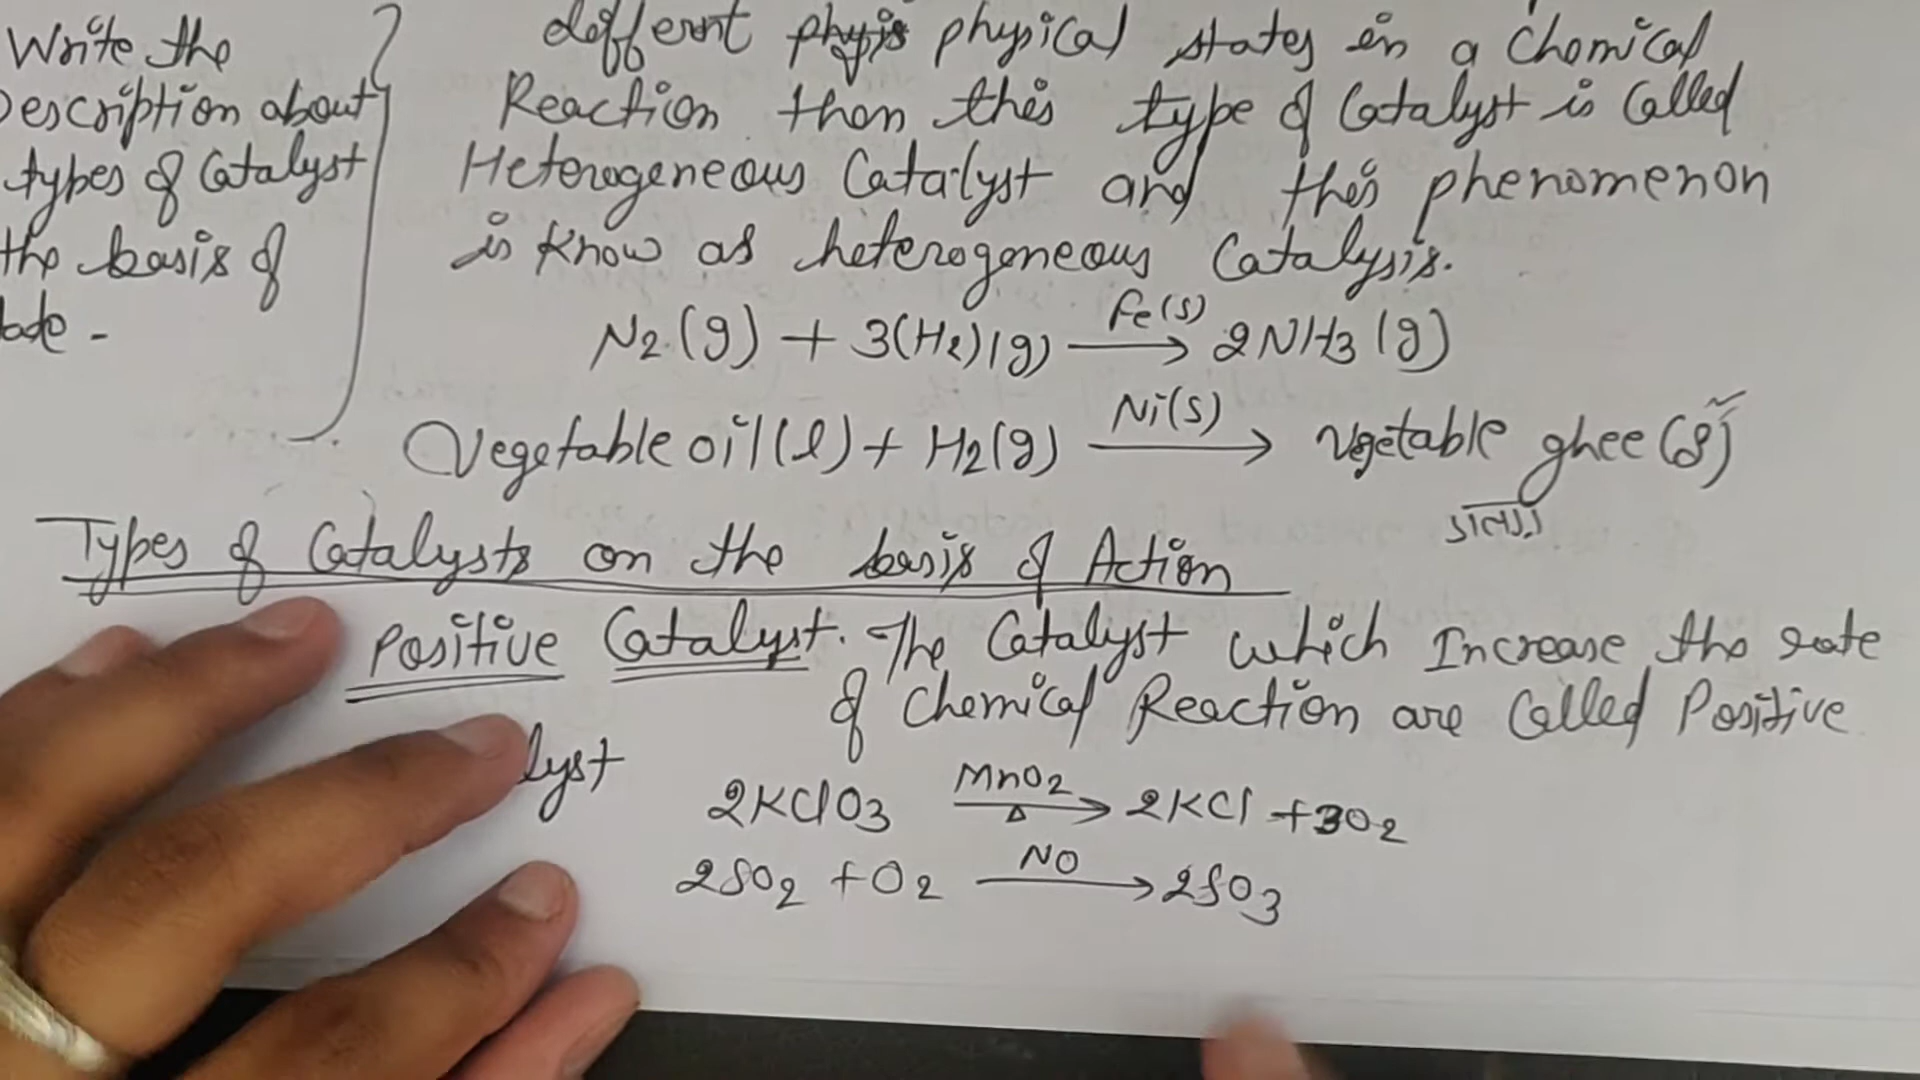 Write the
Description about
types of Catalyst
the basis of
different physis physical states in a Chemical
Reaction then this type of Catalyst is Called
Heterogeneous Catalyst and this phenomenon
is Know as heterogeneous Catalysis.
N2(g) + 3(H2)(g) Fe(s) → 2NH3(g)
Vegetable oil(l) + H2(g) Ni(s) → Vegetable ghee(s)
Types of Catalysts on the basis of Action
Positive Catalyst. The Catalyst which Increase the rate
of Chemical Reaction are Called Positive
lyst
2KClO3 MnO2 → Δ 2KCl + 3O2
2SO2 + O2 NO → 2SO3